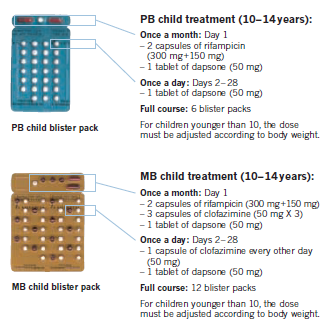 PB child treatment (10–14years):
Once a month: Day 1
– 2 capsules of rifampicin
(300 mg+150 mg)
– 1 tablet of dapsone (50 mg)
Once a day: Days 2–28
– 1 tablet of dapsone (50 mg)
Full course: 6 blister packs
For children younger than 10, the dose
must be adjusted according to body weight.
PB child blister pack
MB child treatment (10–14years):
Once a month: Day 1
– 2 capsules of rifampicin (300 mg+150 mg)
– 3 capsules of clofazimine (50 mg X 3)
– 1 tablet of dapsone (50 mg)
Once a day: Days 2–28
– 1 capsule of clofazimine every other day
(50 mg)
– 1 tablet of dapsone (50 mg)
Full course: 12 blister packs
For children younger than 10, the dose
must be adjusted according to body weight.
MB child blister pack